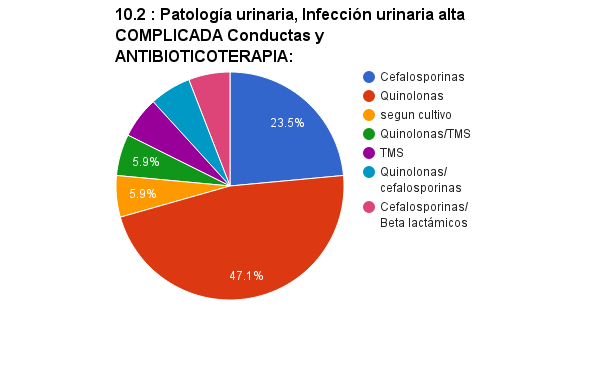 10.2 : Patología urinaria, Infección urinaria alta
COMPLICADA Conductas y
ANTIBIOTICOTERAPIA:
Cefalosporinas
Quinolonas
segun cultivo
Quinolonas/TMS
TMS
Quinolonas/
cefalosporinas
Cefalosporinas/
Beta lactámicos
23.5%
5.9%
5.9%
47.1%